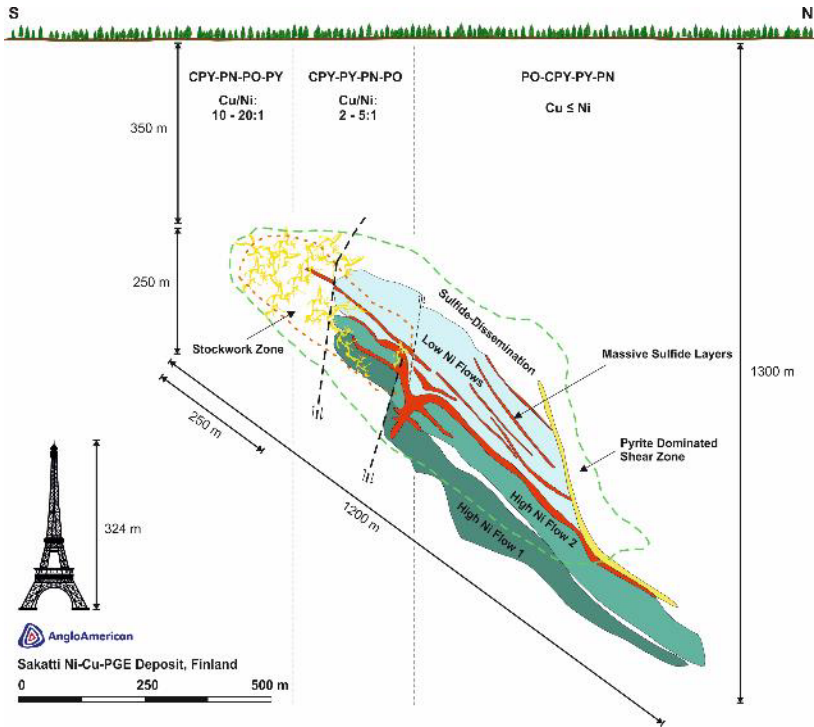 S
N
CPY-PN-PO-PY
Cu/Ni:
10 - 20:1
CPY-PY-PN-PO
Cu/Ni:
2 - 5:1
PO-CPY-PY-PN
Cu ≤ Ni
350 m
250 m
Stockwork Zone
Sulfide-Dissemination
Low Ni Flows
Massive Sulfide Layers
1300 m
250 m
Pyrite Dominated
Shear Zone
324 m
1200 m
High Ni Flow 2
High Ni Flow 1
AngloAmerican
Sakatti Ni-Cu-PGE Deposit, Finland
0 250 500 m